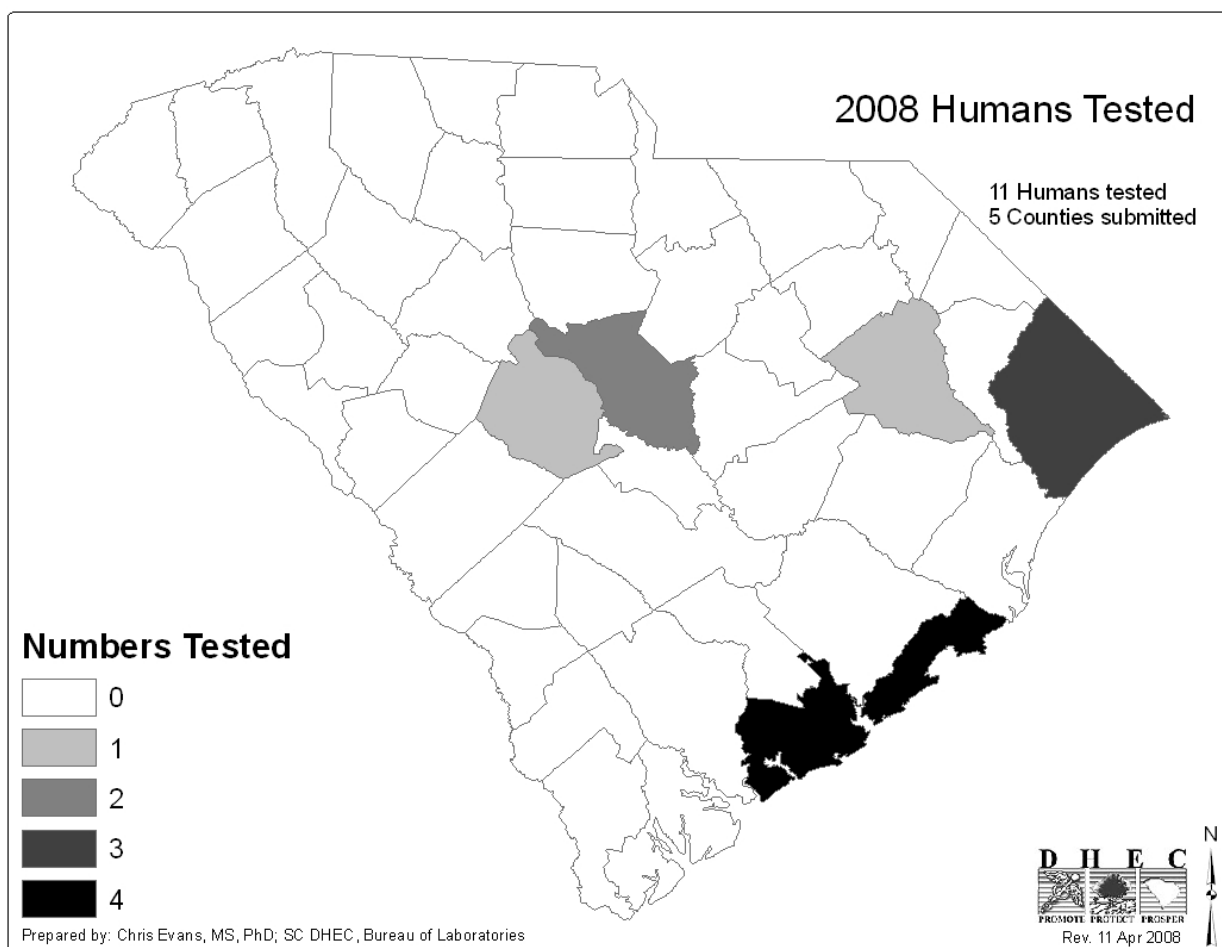 2008 Humans Tested
11 Humans tested
5 Counties submitted
Numbers Tested
0
1
2
3
4
Prepared by: Chris Evans, MS, PhD; SC DHEC, Bureau of Laboratories
D H E C
PROMOTE PROTECT PROSPER
Rev. 11 Apr 2008
N